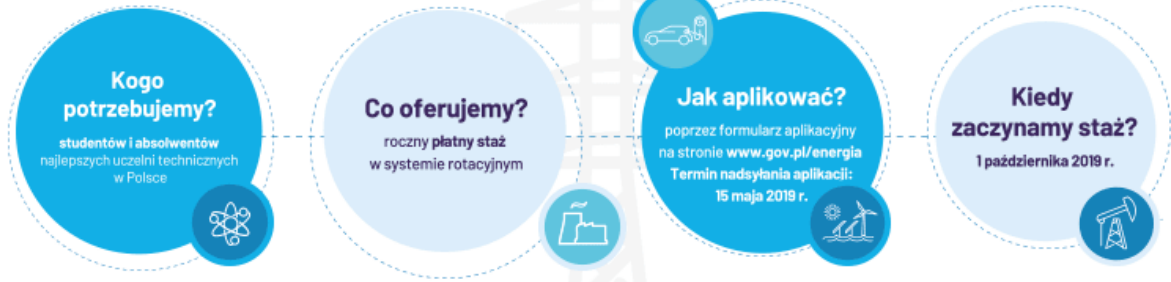 Kogo
potrzebujemy?
studentów i absolwentów
najlepszych uczelni technicznych
w Polsce
Co oferujemy?
roczny płatny staż
w systemie rotacyjnym
Jak aplikować?
poprzez formularz aplikacyjny
na stronie www.gov.pl/energia
Termin nadsyłania aplikacji:
15 maja 2019 r.
Kiedy
zaczynamy staż?
1 października 2019 r.